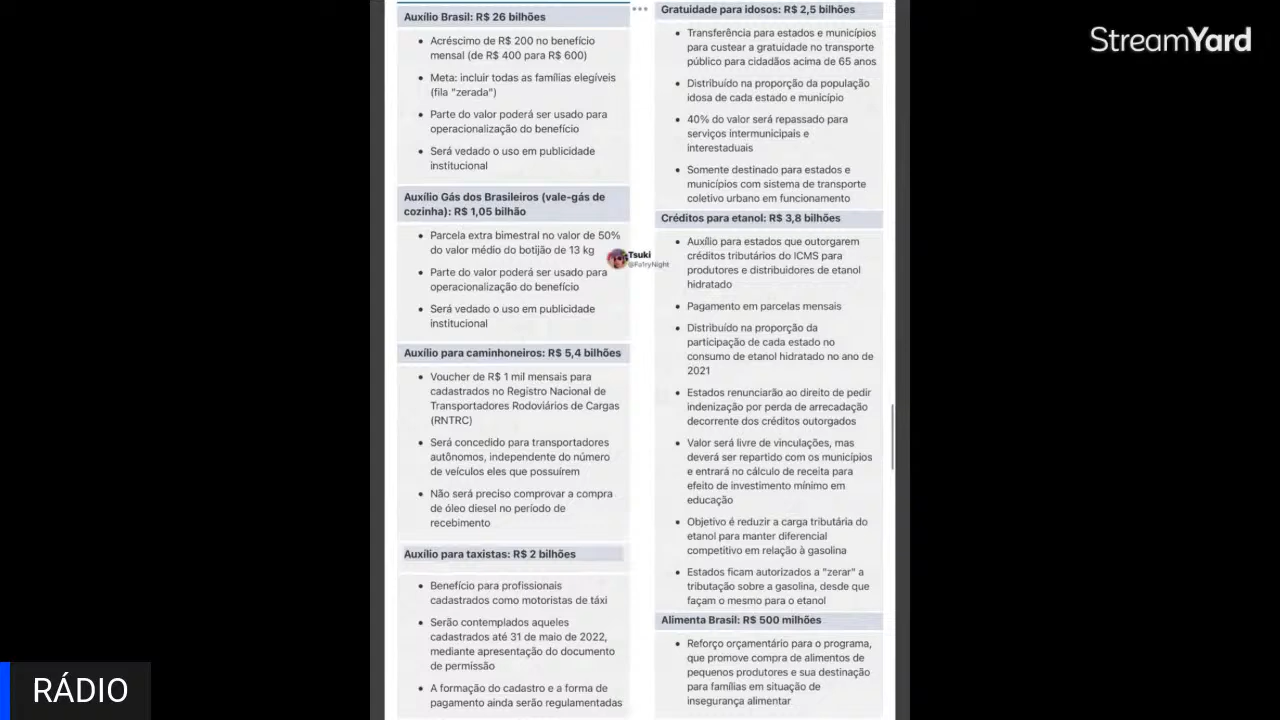 Auxílio Brasil: R$ 26 bilhões
Acréscimo de R$ 200 no benefício
mensal (de R$ 400 para R$ 600)
Meta: incluir todas as famílias elegíveis
(fila "zerada")
Parte do valor poderá ser usado para
operacionalização do benefício
Será vedado o uso em publicidade
institucional
Auxílio Gás dos Brasileiros (vale-gás de
cozinha): R$ 1,05 bilhão
Parcela extra bimestral no valor de 50%
do valor médio do botijão de 13 kg
Parte do valor poderá ser usado para
operacionalização do benefício
Será vedado o uso em publicidade
institucional
Auxílio para caminhoneiros: R$ 5,4 bilhões
Voucher de R$ 1 mil mensais para
cadastrados no Registro Nacional de
Transportadores Rodoviários de Cargas
(RNTRC)
Será concedido para transportadores
autônomos, independente do número
de veículos eles que possuírem
Não será preciso comprovar a compra
de óleo diesel no período de
recebimento
Auxílio para taxistas: R$ 2 bilhões
Benefício para profissionais
cadastrados como motoristas de táxi
Serão contemplados aqueles
cadastrados até 31 de maio de 2022,
mediante apresentação do documento
de permissão
A formação do cadastro e a forma de
pagamento ainda serão regulamentadas
Tsuki
@FaTryNight
Gratuidade para idosos: R$ 2,5 bilhões
Transferência para estados e municípios
para custear a gratuidade no transporte
público para cidadãos acima de 65 anos
Distribuído na proporção da população
idosa de cada estado e município
40% do valor será repassado para
serviços intermunicipais e
interestaduais
Somente destinado para estados e
municípios com sistema de transporte
coletivo urbano em funcionamento
Créditos para etanol: R$ 3,8 bilhões
Auxílio para estados que outorgarem
créditos tributários do ICMS para
produtores e distribuidores de etanol
hidratado
Pagamento em parcelas mensais
Distribuído na proporção da
participação de cada estado no
consumo de etanol hidratado no ano de
2021
Estados renunciarão ao direito de pedir
indenização por perda de arrecadação
decorrente dos créditos outorgados
Valor será livre de vinculações, mas
deverá ser repartido com os municípios
e entrará no cálculo de receita para
efeito de investimento mínimo em
educação
Objetivo é reduzir a carga tributária do
etanol para manter diferencial
competitivo em relação à gasolina
Estados ficam autorizados a "zerar" a
tributação sobre a gasolina, desde que
façam o mesmo para o etanol
Alimenta Brasil: R$ 500 milhões
Reforço orçamentário para o programa,
que promove compra de alimentos de
pequenos produtores e sua destinação
para famílias em situação de
insegurança alimentar
StreamYard
RÁDIO